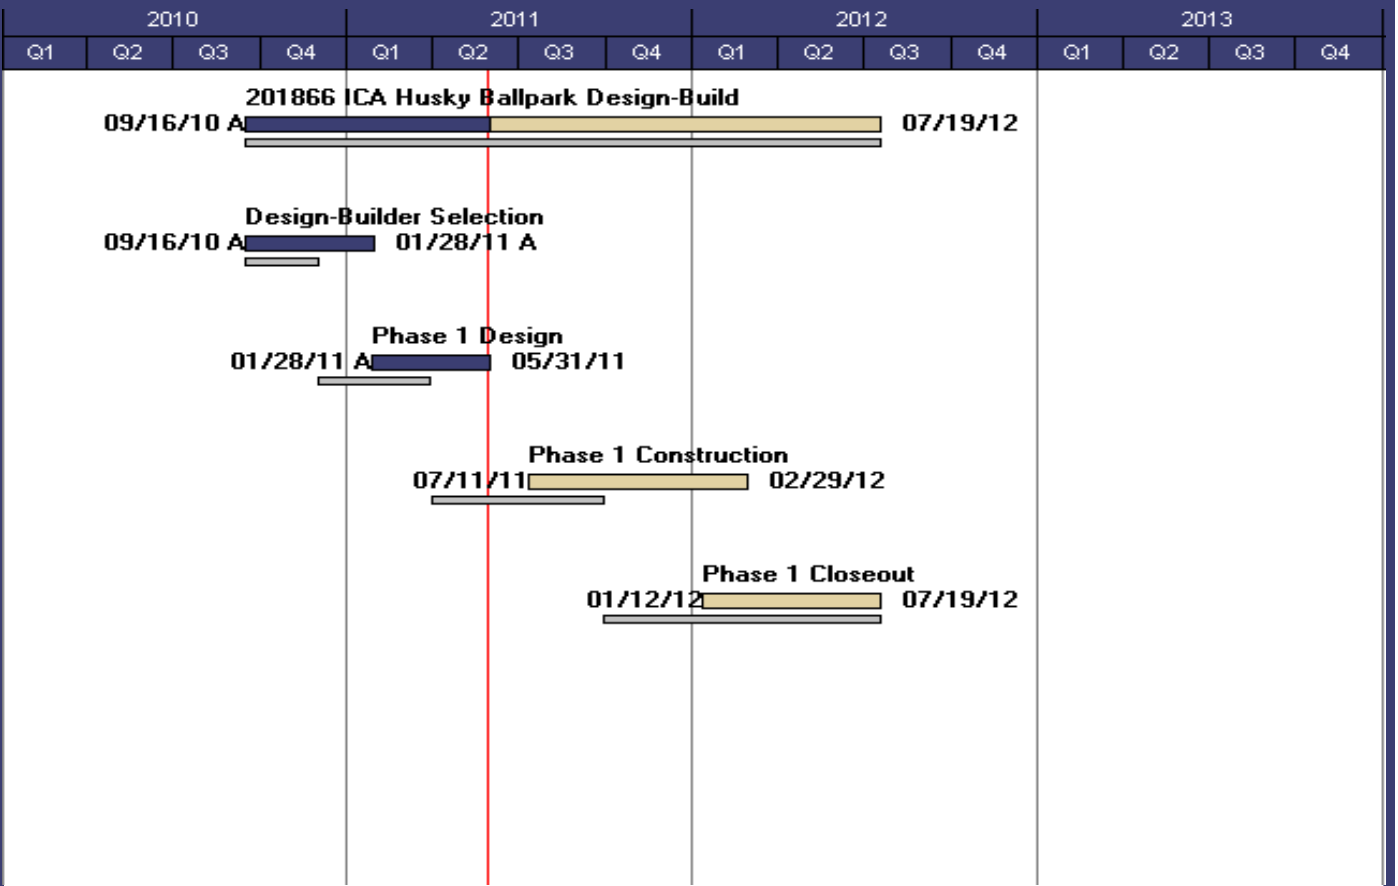 2010 2011 2012 2013
Q1 Q2 Q3 Q4 Q1 Q2 Q3 Q4 Q1 Q2 Q3 Q4 Q1 Q2 Q3 Q4
201866 ICA Husky Ballpark Design-Build
09/16/10 A 07/19/12
Design-Builder Selection
09/16/10 A 01/28/11 A
Phase 1 Design
01/28/11 A 05/31/11
Phase 1 Construction
07/11/11 02/29/12
Phase 1 Closeout
01/12/12 07/19/12